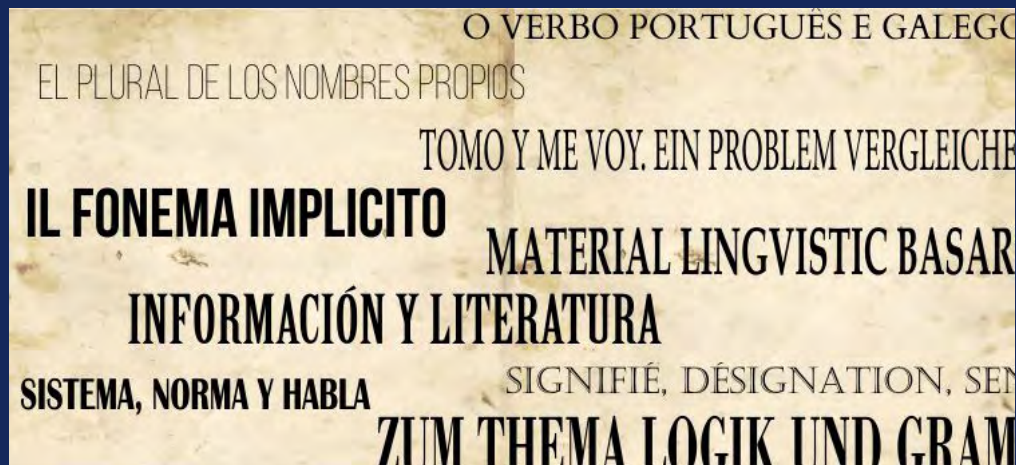 O VERBO PORTUGUÊS E GALEGO
EL PLURAL DE LOS NOMBRES PROPIOS
TOMO Y ME VOY. EIN PROBLEM VERGLEICHE
IL FONEMA IMPLICITO
MATERIAL LINGVISTIC BASAR
INFORMACIÓN Y LITERATURA
SIGNIFIÉ, DÉSIGNATION, SEN
SISTEMA, NORMA Y HABLA
ZUM THEMA LOGIK UND GRAM